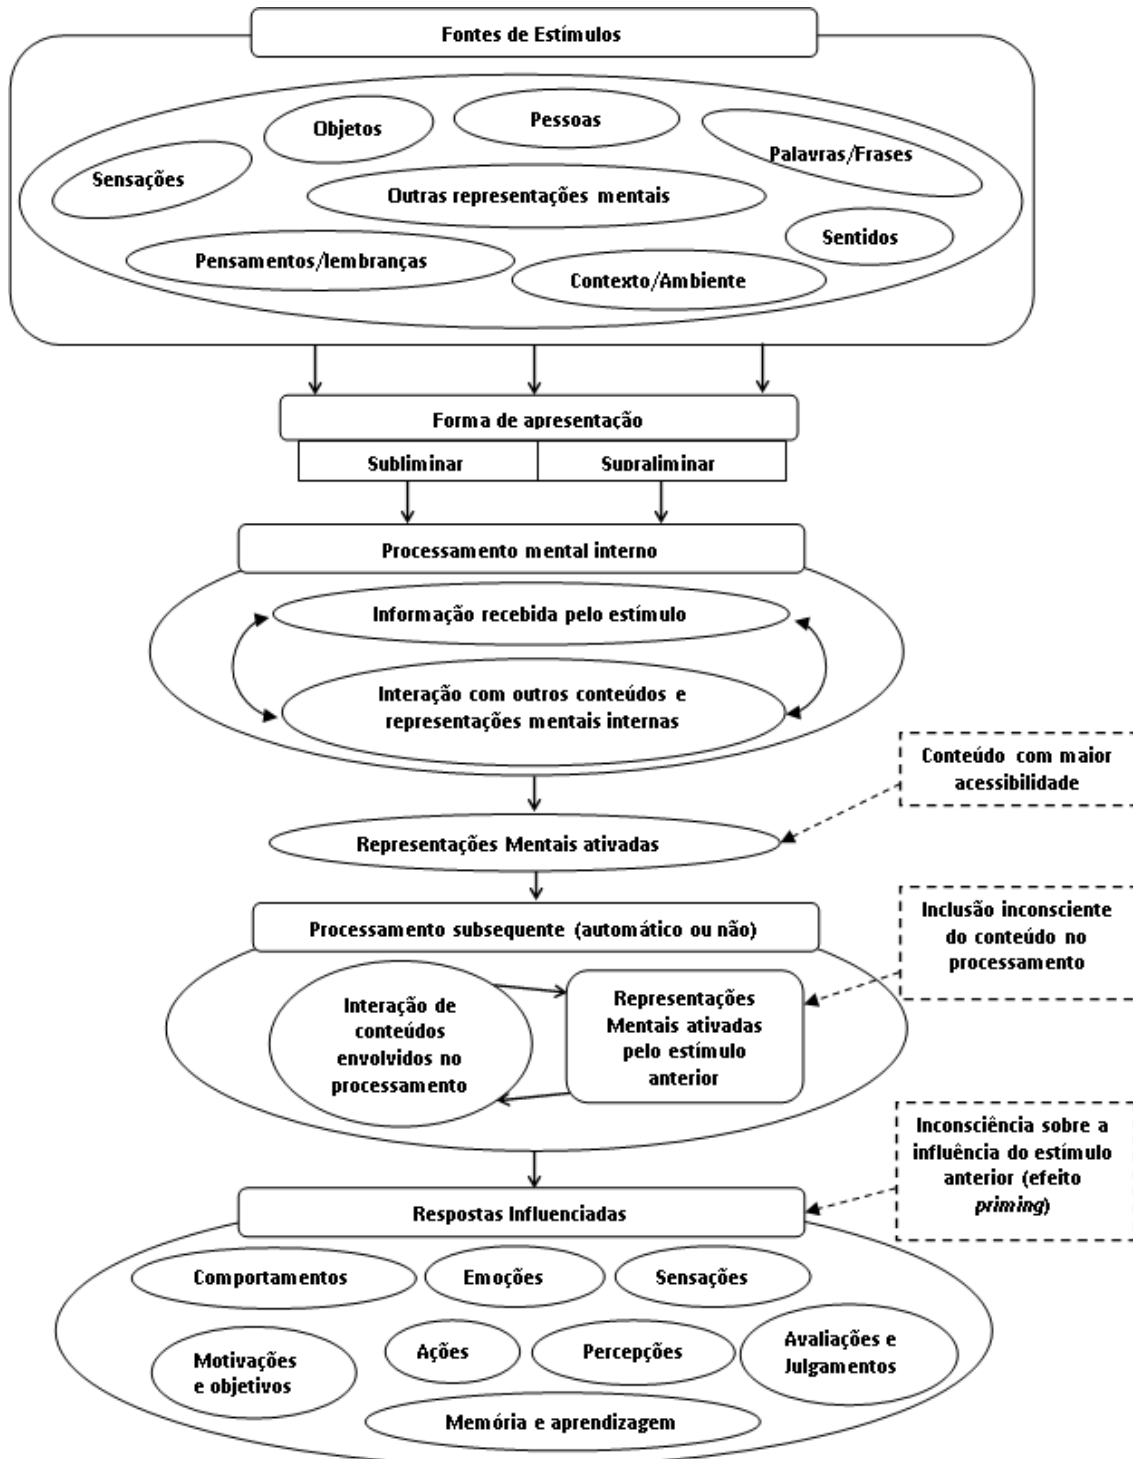 Fontes de Estímulos
Objetos
Pessoas
Palavras/Frases
Sensações
Outras representações mentais
Sentidos
Pensamentos/lembranças
Contexto/Ambiente
Forma de apresentação
Subliminar
Supraliminar
Processamento mental interno
Informação recebida pelo estímulo
Interação com outros conteúdos e
representações mentais internas
Conteúdo com maior
acessibilidade
Representações Mentais ativadas
Processamento subsequente (automático ou não)
Inclusão inconsciente
do conteúdo no
processamento
Interação de
conteúdos
envolvidos no
processamento
Representações
Mentais ativadas
pelo estímulo
anterior
Inconsciência sobre a
influência do estímulo
anterior (efeito
priming)
Respostas Influenciadas
Comportamentos
Emoções
Sensações
Motivações
e objetivos
Ações
Percepções
Avaliações e
Julgamentos
Memória e aprendizagem